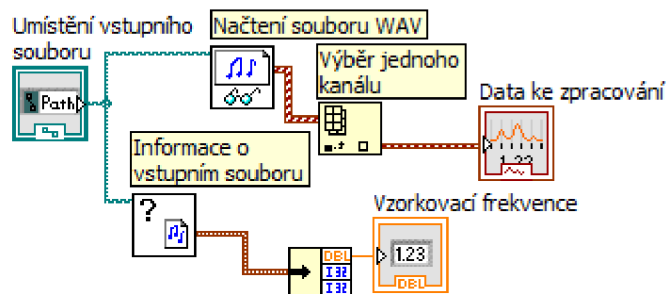 Umístění vstupního
souboru
Načtení souboru WAV
Výběr jednoho
kanálu
Data ke zpracování
Path
1.23
Informace o
vstupním souboru
?
Vzorkovací frekvence
DBL
I32
I32
1.23
DBL